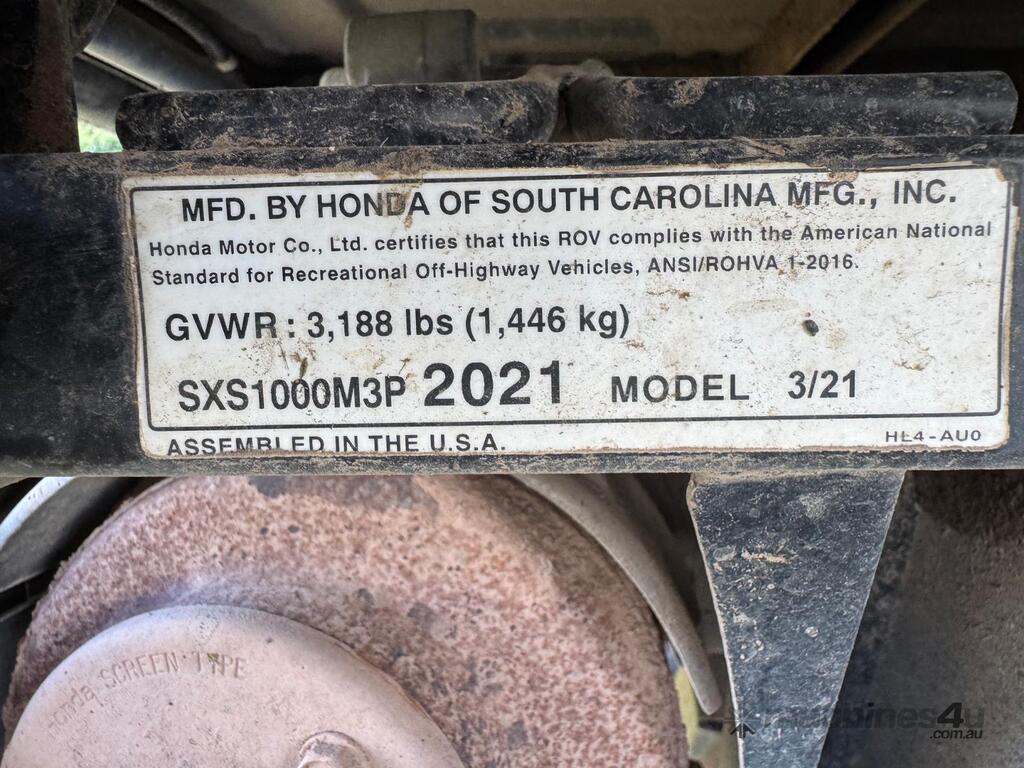 MFD. BY HONDA OF SOUTH CAROLINA MFG., INC.
Honda Motor Co., Ltd. certifies that this ROV complies with the American National
Standard for Recreational Off-Highway Vehicles, ANSI/ROHVA 1-2016.
GVWR : 3,188 lbs (1,446 kg)
SXS1000M3P 2021 MODEL 3/21
ASSEMBLED IN THE U.S.A. HL4-AU0
Honda SCREEN TYPE
machines4u
.com.au